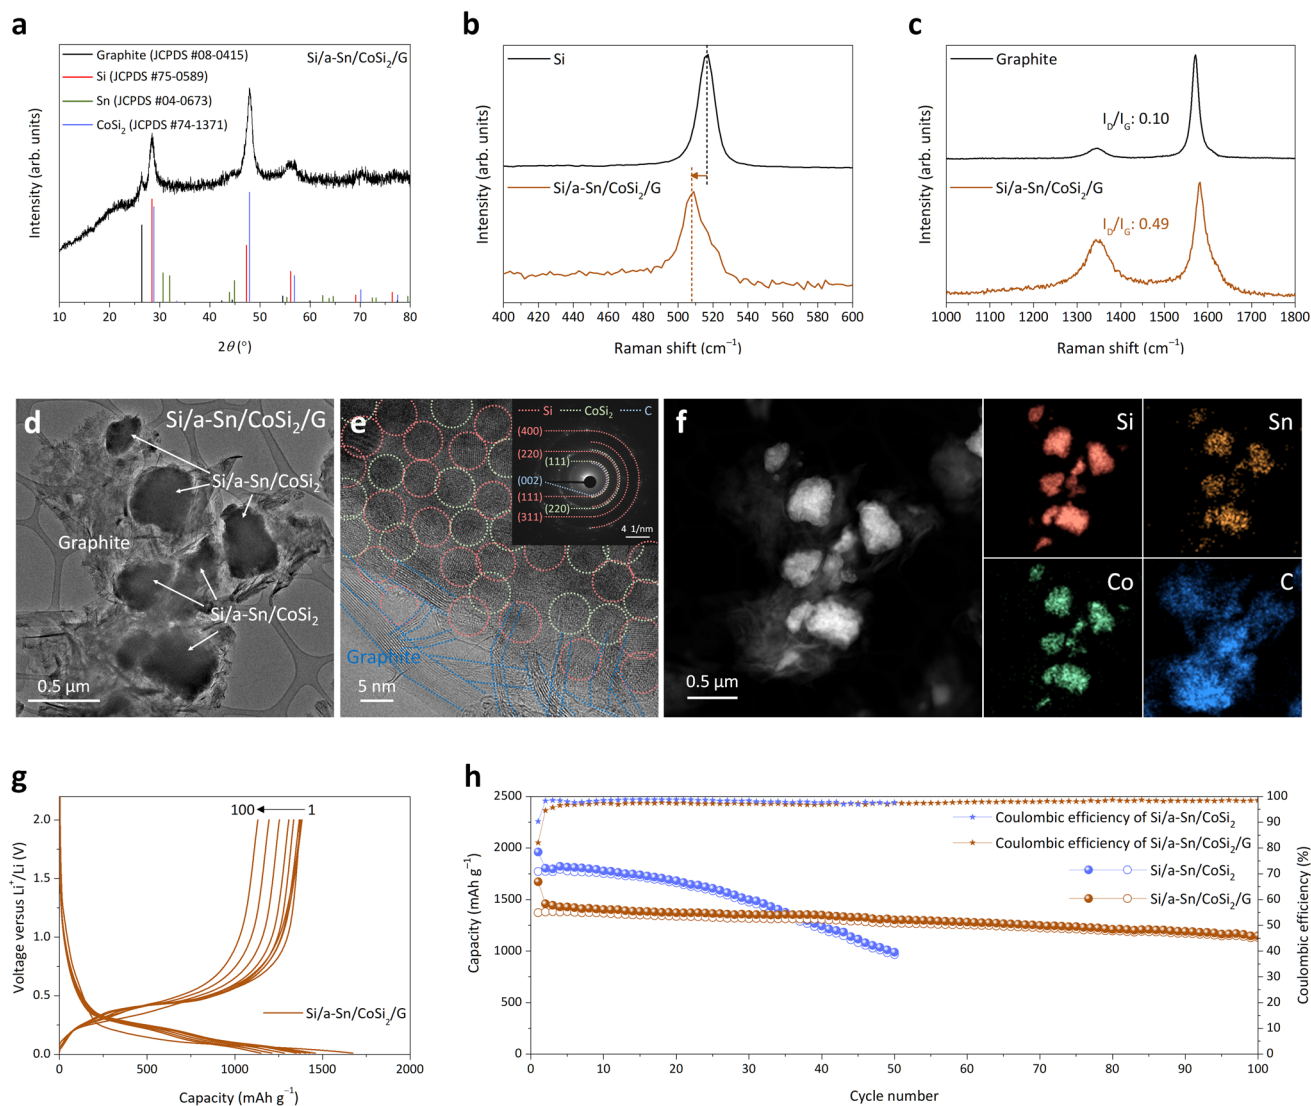 a
Graphite (JCPDS #08-0415)
Si/a-Sn/CoSi₂/G
Si (JCPDS #75-0589)
Sn (JCPDS #04-0673)
CoSi₂ (JCPDS #74-1371)
Intensity (arb. units)
10 20 30 40 50 60 70 80
2θ (°)
b
Si
Si/a-Sn/CoSi₂/G
Intensity (arb. units)
400 420 440 460 480 500 520 540 560 580 600
Raman shift (cm⁻¹)
c
Graphite
I_D/I_G: 0.10
Si/a-Sn/CoSi₂/G
I_D/I_G: 0.49
Intensity (arb. units)
1000 1100 1200 1300 1400 1500 1600 1700 1800
Raman shift (cm⁻¹)
d
Si/a-Sn/CoSi₂/G
Si/a-Sn/CoSi₂
Graphite
Si/a-Sn/CoSi₂
0.5 μm
e
Si CoSi₂ C
(400)
(220)
(111)
(002)
(111)
(220)
(311)
4 1/nm
Graphite
5 nm
f
0.5 μm
Si
Sn
Co
C
g
100 1
2.0
1.5
1.0
0.5
0.0
Voltage versus Li⁺/Li (V)
Si/a-Sn/CoSi₂/G
0 500 1000 1500 2000
Capacity (mAh g⁻¹)
h
2500
2000
1500
1000
500
0
Capacity (mAh g⁻¹)
Coulombic efficiency of Si/a-Sn/CoSi₂
Coulombic efficiency of Si/a-Sn/CoSi₂/G
Si/a-Sn/CoSi₂
Si/a-Sn/CoSi₂/G
100
90
80
70
60
50
40
30
20
10
0
Coulombic efficiency (%)
0 10 20 30 40 50 60 70 80 90 100
Cycle number